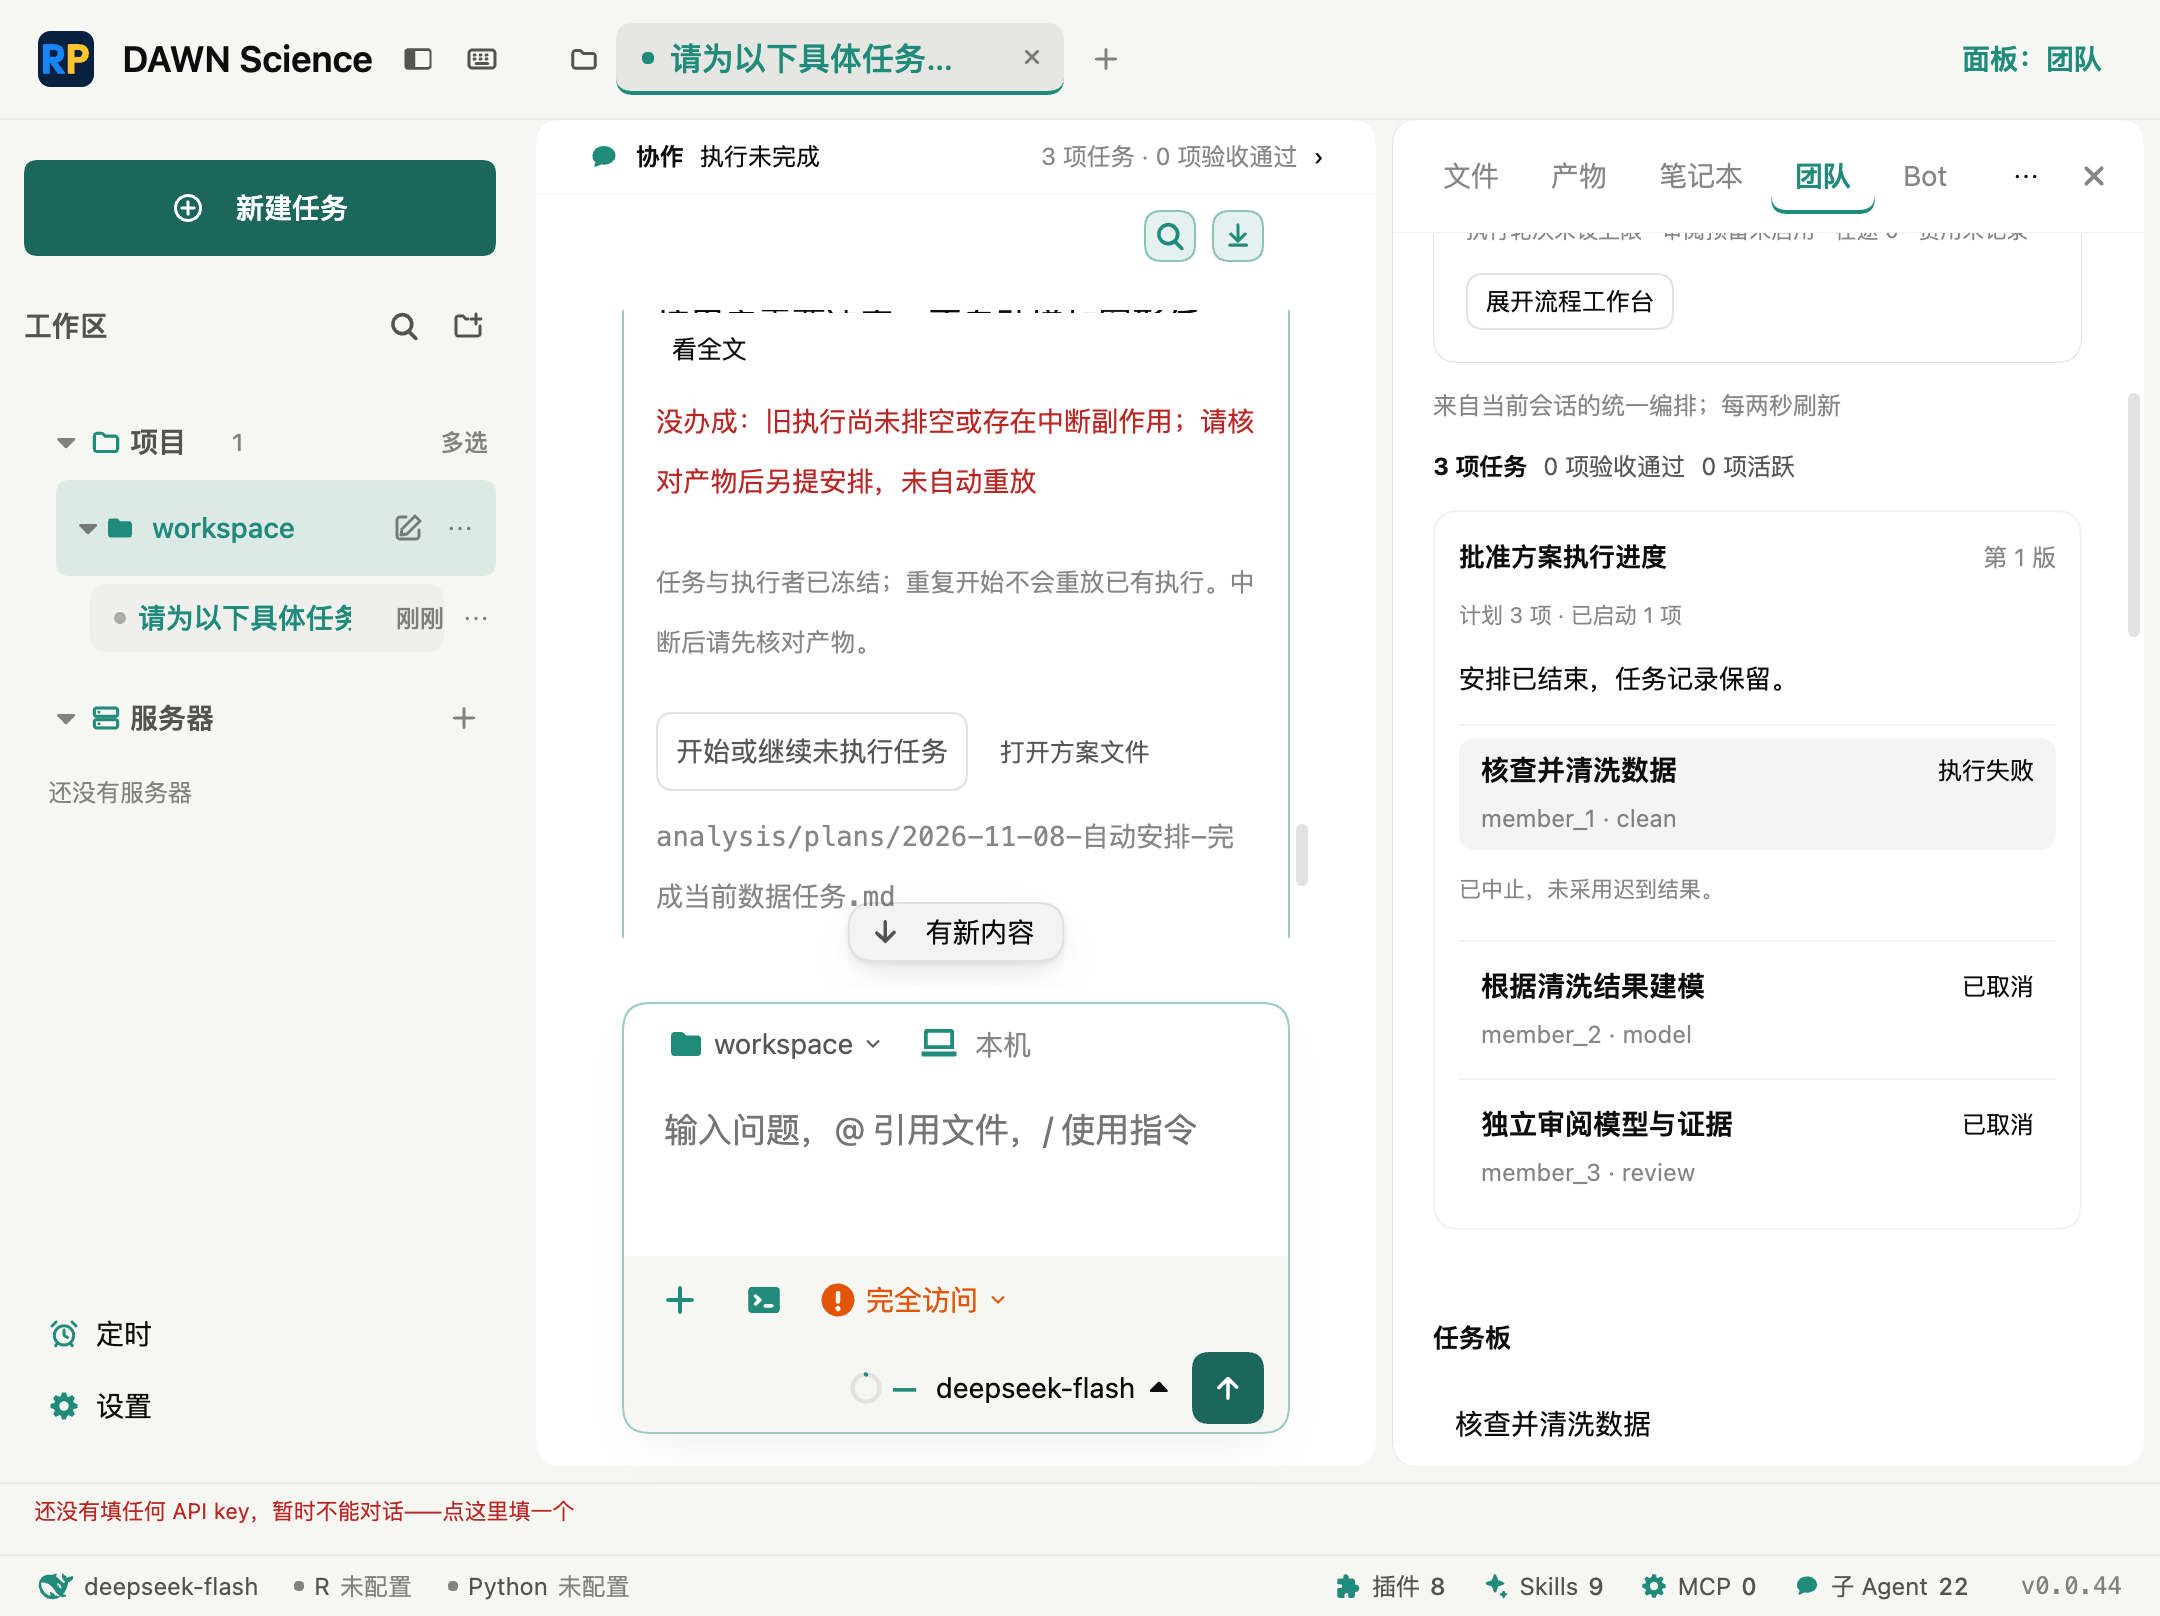 RP DAWN Science
请为以下具体任务...
面板：团队
新建任务
工作区
项目 1 多选
workspace
请为以下具体任务 刚刚
服务器
还没有服务器
定时
设置
协作 执行未完成 3 项任务 · 0 项验收通过 ›
看全文
没办成：旧执行尚未排空或存在中断副作用；请核
对产物后另提安排，未自动重放
任务与执行者已冻结；重复开始不会重放已有执行。中
断后请先核对产物。
开始或继续未执行任务 打开方案文件
analysis/plans/2026-11-08-自动安排-完
成当前数据任务.md
有新内容
workspace 本机
输入问题，@ 引用文件，/ 使用指令
完全访问
deepseek-flash
文件 产物 笔记本 团队 Bot ...
展开流程工作台
来自当前会话的统一编排；每两秒刷新
3 项任务 0 项验收通过 0 项活跃
批准方案执行进度 第 1 版
计划 3 项 · 已启动 1 项
安排已结束，任务记录保留。
核查并清洗数据 执行失败
member_1 · clean
已中止，未采用迟到结果。
根据清洗结果建模 已取消
member_2 · model
独立审阅模型与证据 已取消
member_3 · review
任务板
核查并清洗数据
还没有填任何 API key，暂时不能对话——点这里填一个
deepseek-flash R 未配置 Python 未配置
插件 8 Skills 9 MCP 0 子 Agent 22 v0.0.44